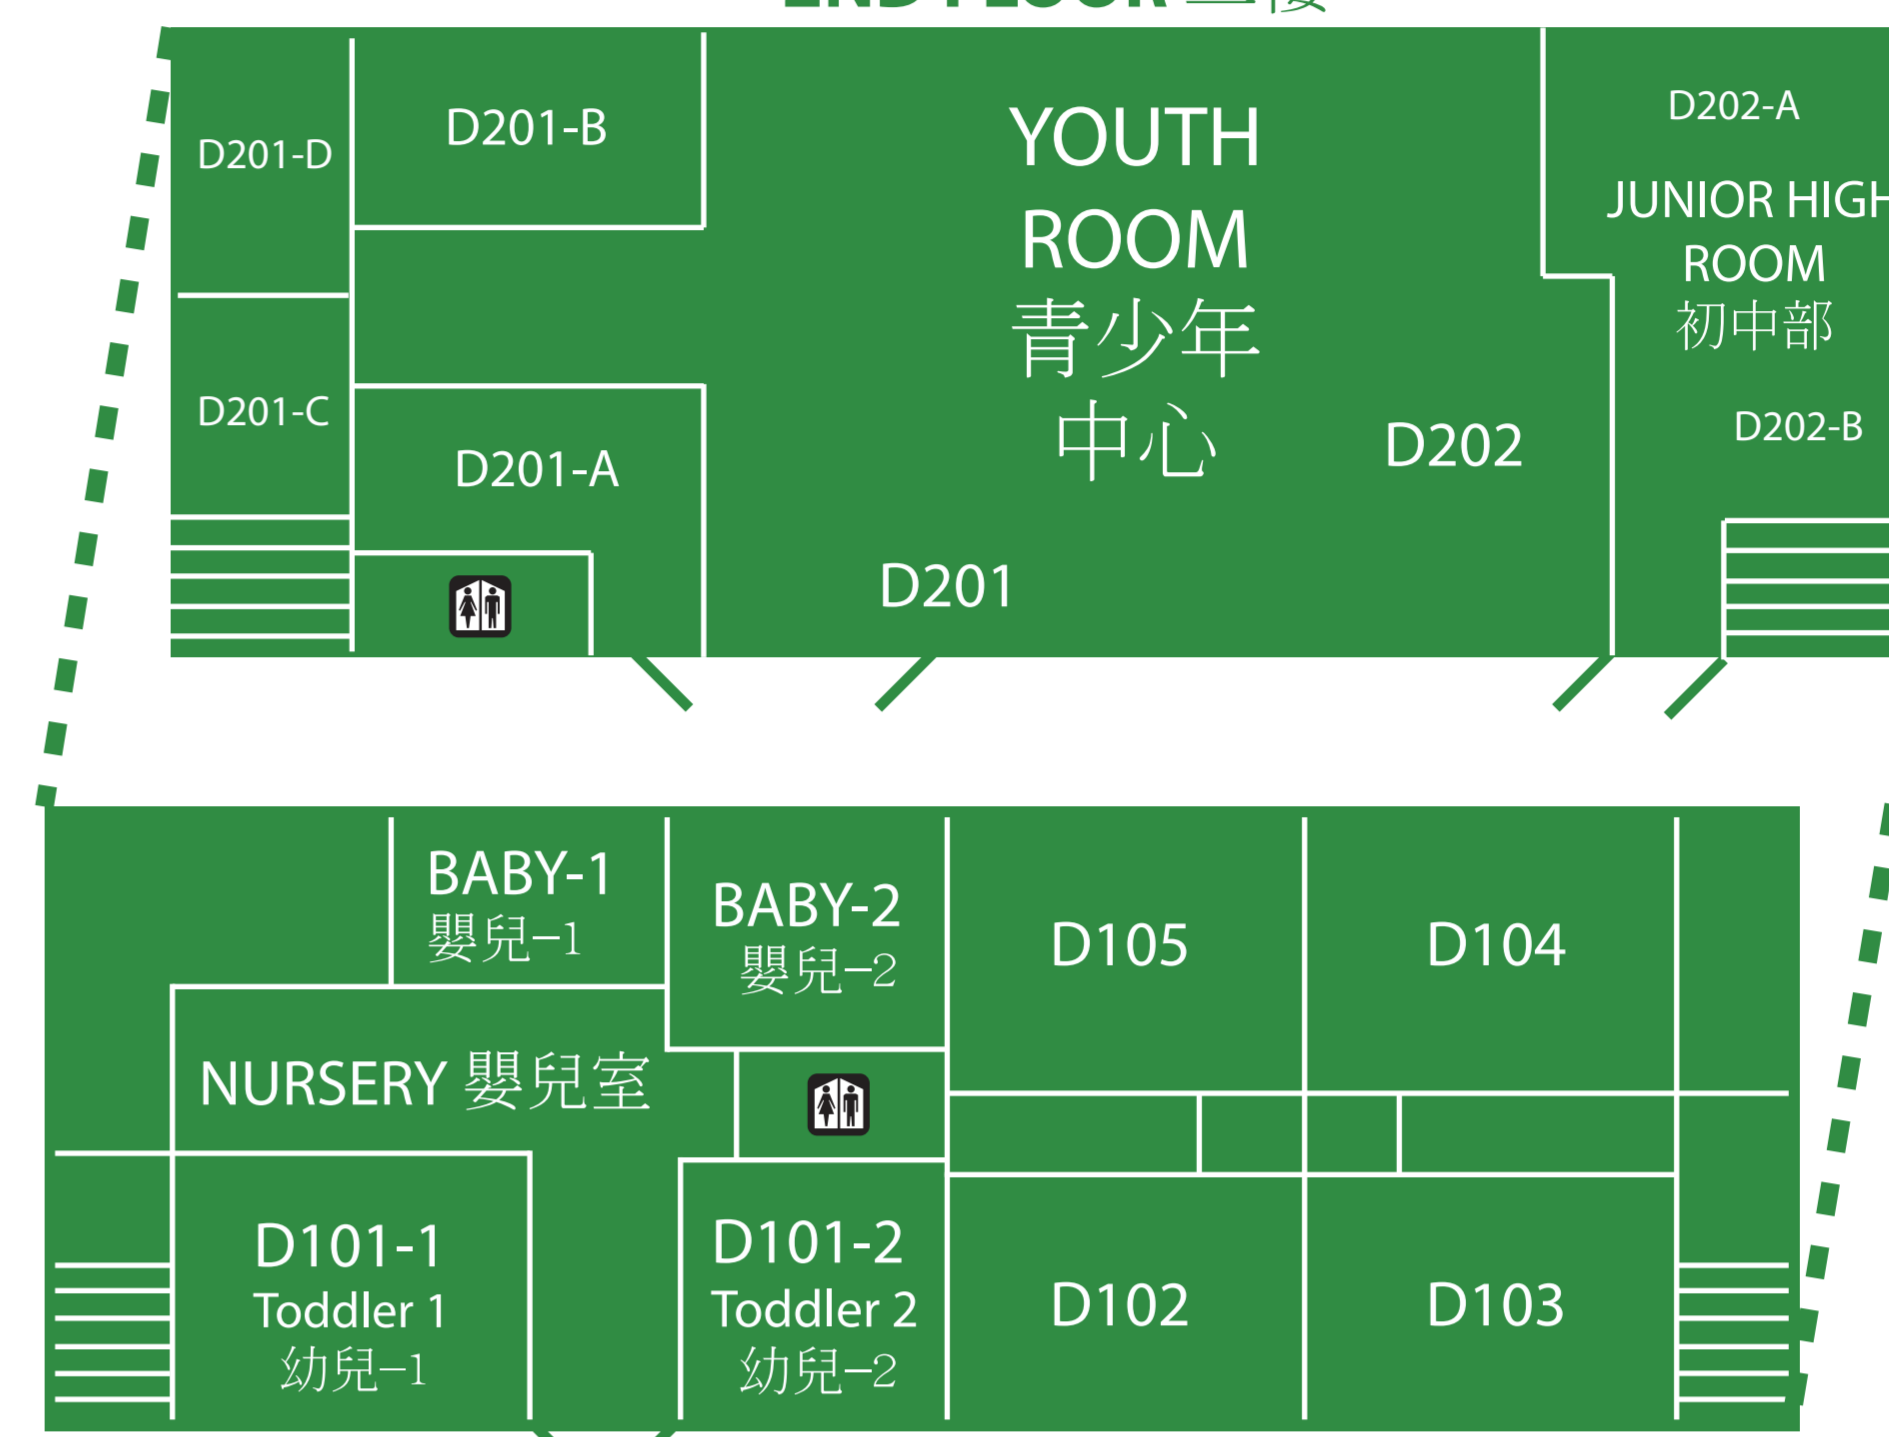 D201-D
D201-B
YOUTH
ROOM
青少年
中心
D202-A
JUNIOR HIGH
ROOM
初中部
D202-B
D201-C
D201-A
D202
D201
BABY-1
嬰兒-1
BABY-2
嬰兒-2
D105
D104
NURSERY 嬰兒室
D101-1
Toddler 1
幼兒-1
D101-2
Toddler 2
幼兒-2
D102
D103